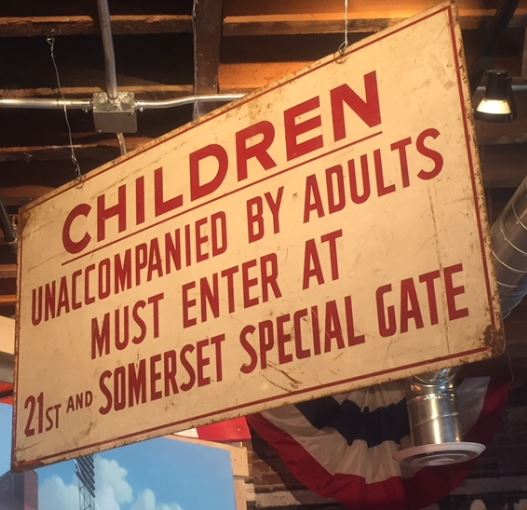 CHILDREN
UNACCOMPANIED BY ADULTS
MUST ENTER AT
21ST AND SOMERSET SPECIAL GATE